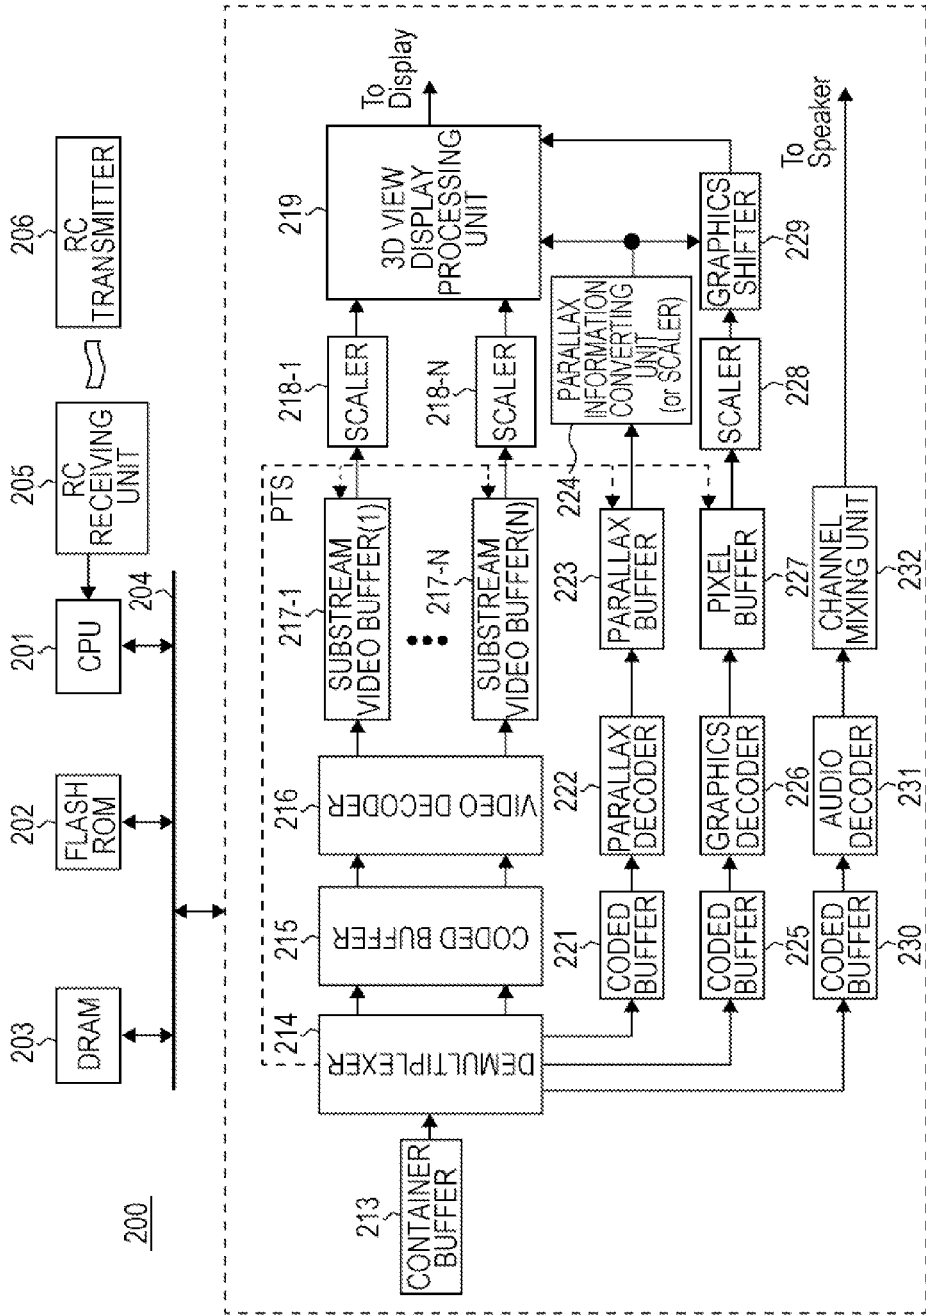 200
203
DRAM
202
FLASH
ROM
201
CPU
204
205
RC
RECEIVING
UNIT
206
RC
TRANSMITTER
213
CONTAINER
BUFFER
214
DEMULTIPLEXER
215
CODED BUFFER
216
VIDEO DECODER
PTS
217-1
SUBSTREAM
VIDEO BUFFER(1)
217-N
SUBSTREAM
VIDEO BUFFER(N)
218-1
SCALER
218-N
SCALER
219
3D VIEW
DISPLAY
PROCESSING
UNIT
To
Display
221
CODED
BUFFER
222
PARALLAX
DECODER
223
PARALLAX
BUFFER
224
PARALLAX
INFORMATION
CONVERTING
UNIT
(or SCALER)
CODED
BUFFER
225
GRAPHICS
DECODER
226
PIXEL
BUFFER
227
SCALER
228
GRAPHICS
SHIFTER
229
CODED
BUFFER
230
AUDIO
DECODER
231
CHANNEL
MIXING UNIT
232
To
Speaker